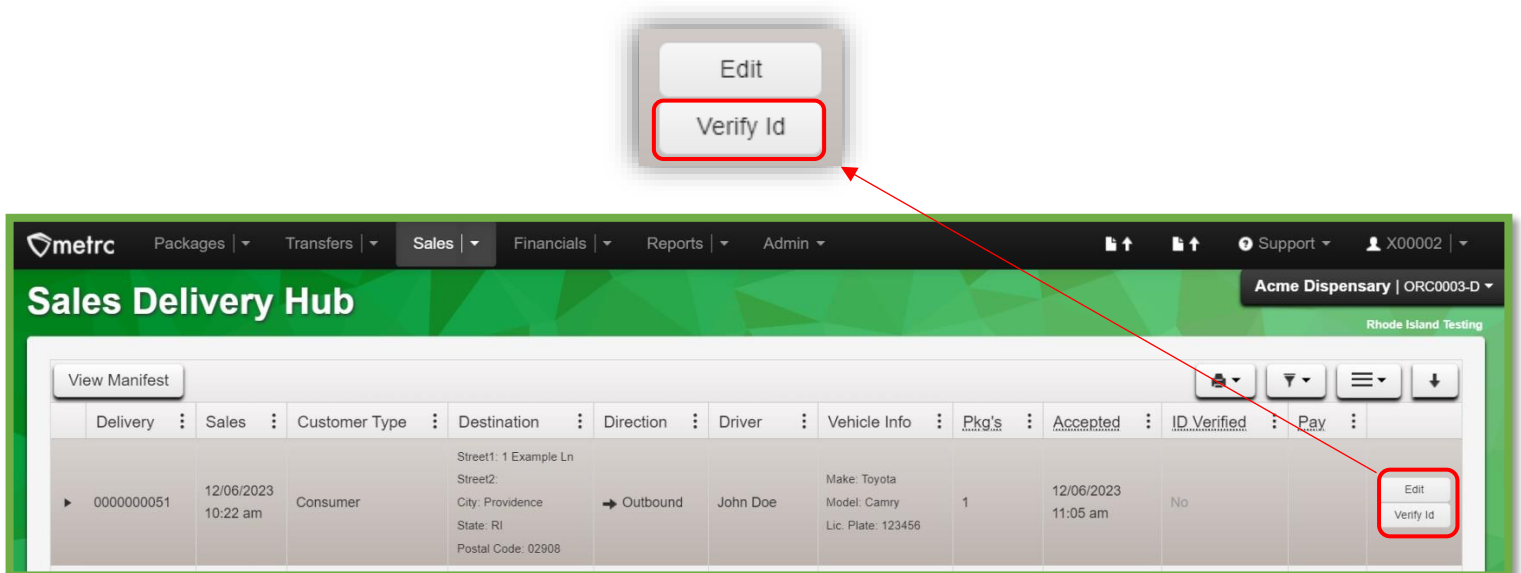 Edit
Verify Id
metrc Packages Transfers Sales Financials Reports Admin Support X00002
Sales Delivery Hub
Acme Dispensary | ORC0003-D
Rhode Island Testing
View Manifest
Delivery Sales Customer Type Destination Direction Driver Vehicle Info Pkg's Accepted ID Verified Pay
0000000051
12/06/2023
10:22 am
Consumer
Street1: 1 Example Ln
Street2:
City: Providence
State: RI
Postal Code: 02908
Outbound
John Doe
Make: Toyota
Model: Camry
Lic. Plate: 123456
1
12/06/2023
11:05 am
No
Edit
Verify Id